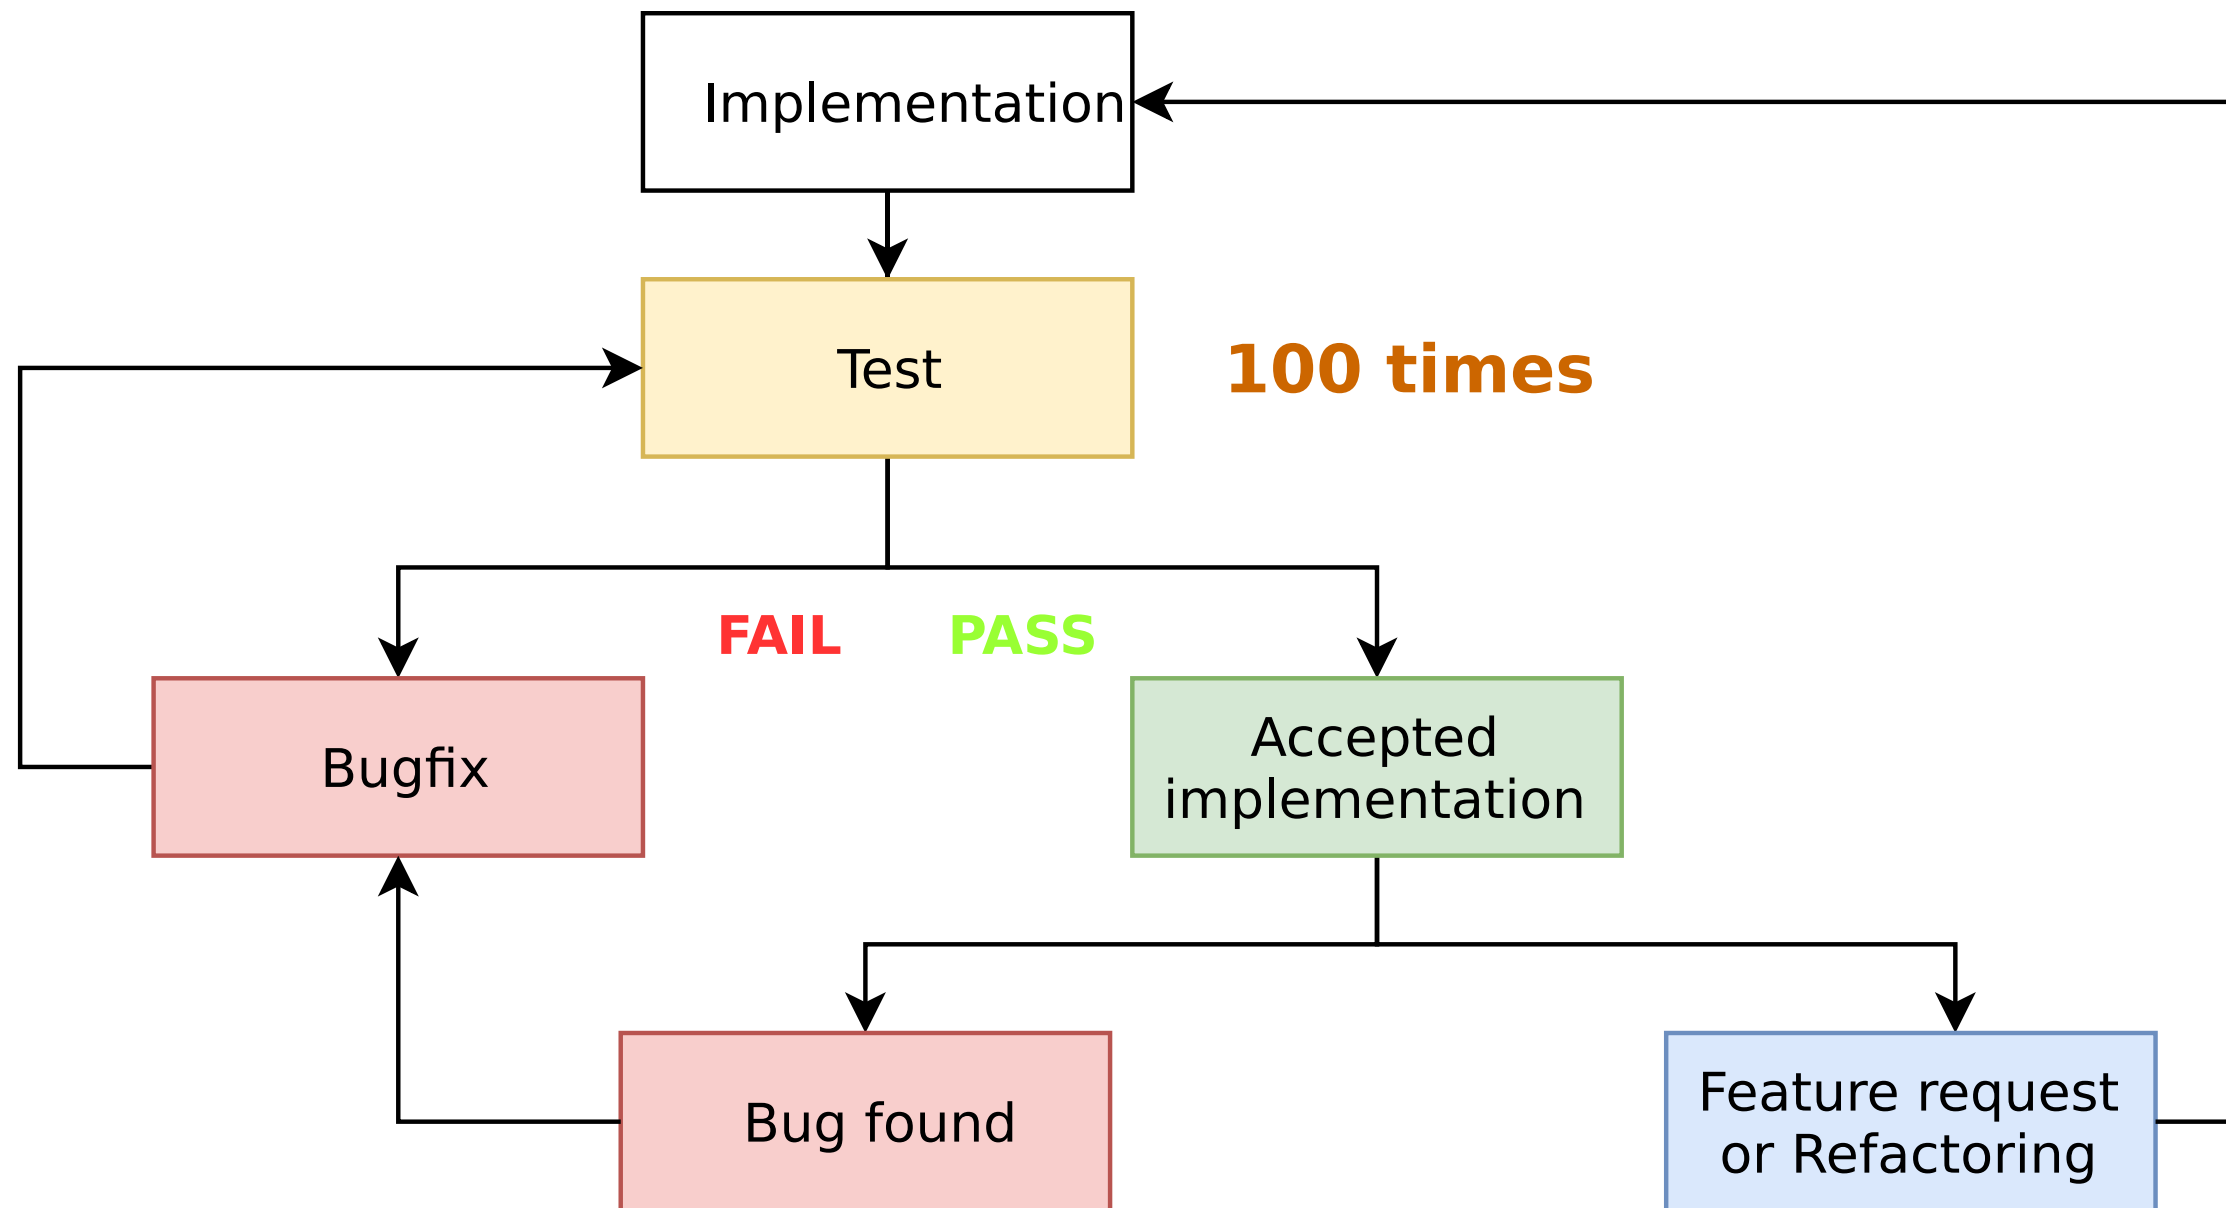 Implementation
Test
100 times
FAIL
PASS
Bugfix
Accepted
implementation
Bug found
Feature request
or Refactoring